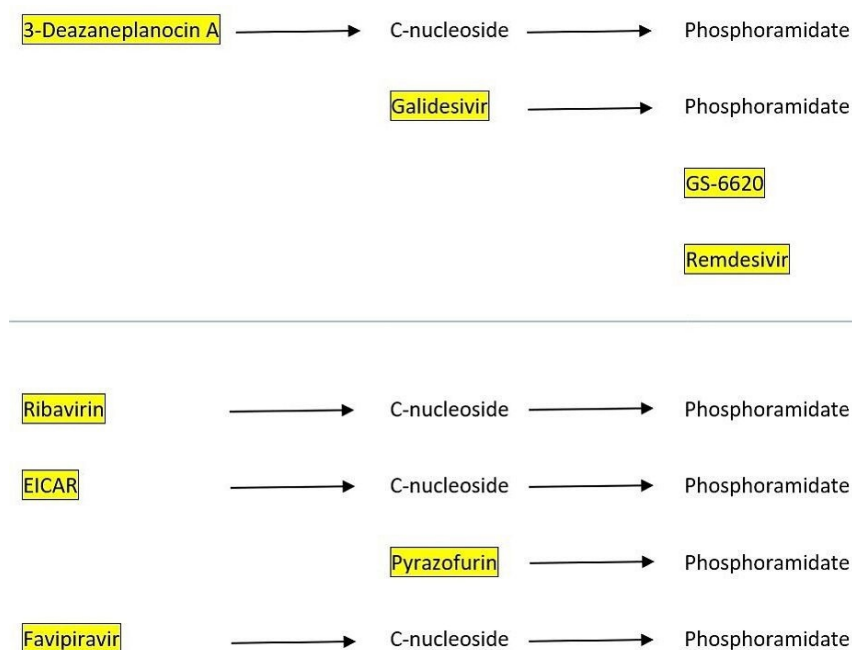 3-Deazaneplanocin A C-nucleoside Phosphoramidate
Galidesivir Phosphoramidate
GS-6620
Remdesivir
Ribavirin C-nucleoside Phosphoramidate
EICAR C-nucleoside Phosphoramidate
Pyrazofurin Phosphoramidate
Favipiravir C-nucleoside Phosphoramidate